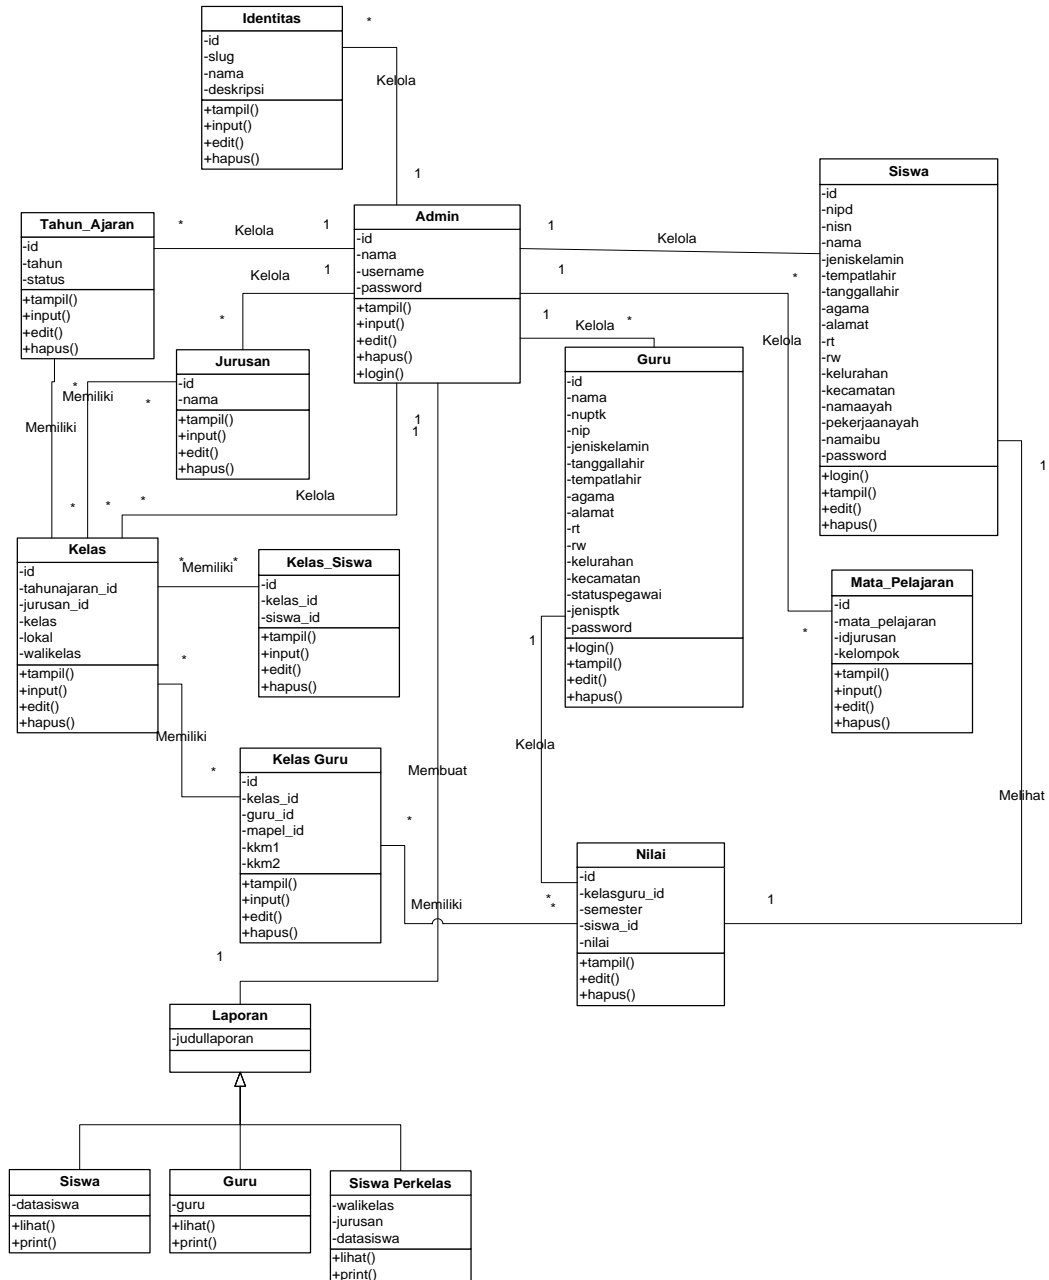 Identitas
-id
-slug
-nama
-deskripsi
+tampil()
+input()
+edit()
+hapus()
*
Kelola
1
Tahun_Ajaran
-id
-tahun
-status
+tampil()
+input()
+edit()
+hapus()
*
Kelola
1
Admin
-id
-nama
-username
-password
+tampil()
+input()
+edit()
+hapus()
+login()
1
Kelola
*
Siswa
-id
-nipd
-nisn
-nama
-jeniskelamin
-tempatlahir
-tanggallahir
-agama
-alamat
-rt
-rw
-kelurahan
-kecamatan
-namaayah
-pekerjaanayah
-namaibu
-password
+login()
+tampil()
+edit()
+hapus()
Kelola
1
*
1
Kelola
*
1
Kelola
*
Jurusan
-id
-nama
+tampil()
+input()
+edit()
+hapus()
*
Memiliki
*
Memiliki
*
*
*
Kelola
1
1
Guru
-id
-nama
-nuptk
-nip
-jeniskelamin
-tanggallahir
-tempatlahir
-agama
-alamat
-rt
-rw
-kelurahan
-kecamatan
-statuspegawai
-jenisptk
-password
+login()
+tampil()
+edit()
+hapus()
1
Kelas
-id
-tahunajaran_id
-jurusan_id
-kelas
-lokal
-walikelas
+tampil()
+input()
+edit()
+hapus()
*
Memiliki
*
Kelas_Siswa
-id
-kelas_id
-siswa_id
+tampil()
+input()
+edit()
+hapus()
Mata_Pelajaran
-id
-mata_pelajaran
-idjurusan
-kelompok
+tampil()
+input()
+edit()
+hapus()
*
Memiliki
*
Kelas Guru
-id
-kelas_id
-guru_id
-mapel_id
-kkm1
-kkm2
+tampil()
+input()
+edit()
+hapus()
1
Kelola
Membuat
*
Memiliki
*
*
Nilai
-id
-kelasguru_id
-semester
-siswa_id
-nilai
+tampil()
+edit()
+hapus()
1
Melihat
1
Laporan
-judullaporan
Siswa
-datasiswa
+lihat()
+print()
Guru
-guru
+lihat()
+print()
Siswa Perkelas
-walikelas
-jurusan
-datasiswa
+lihat()
+print()